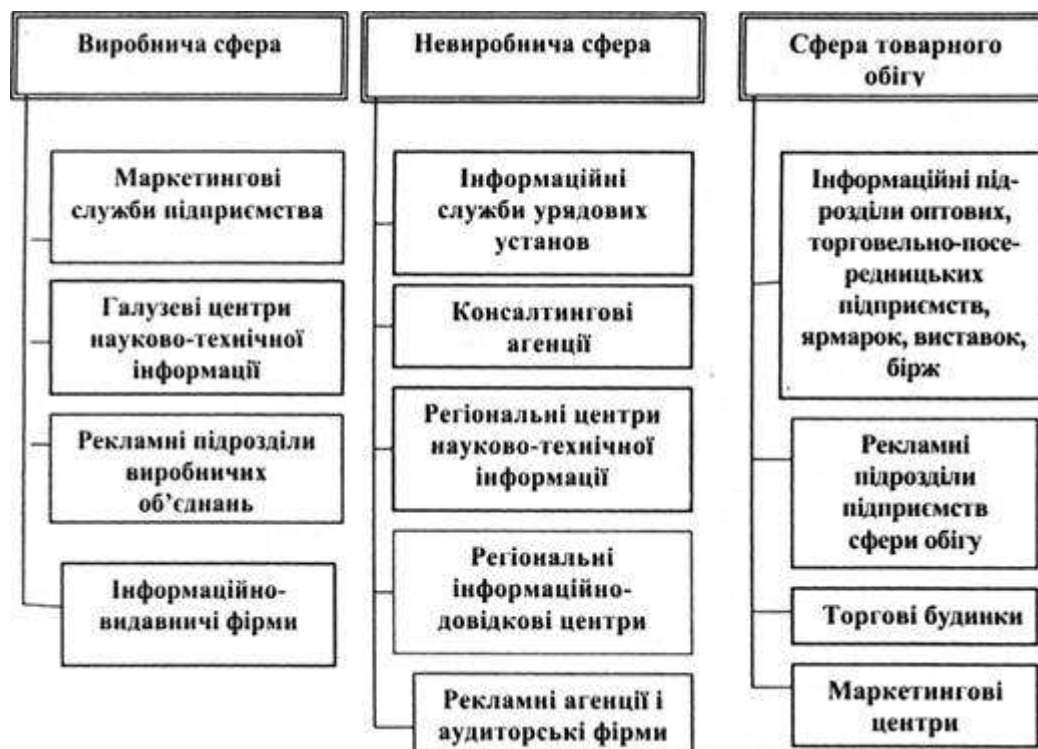 Виробнича сфера
Маркетингові
служби підприємства
Галузеві центри
науково-технічної
інформації
Рекламні підрозділи
виробничих
об’єднань
Інформаційно-
видавничі фірми
Невиробнича сфера
Інформаційні
служби урядових
установ
Консалтингові
агенції
Регіональні центри
науково-технічної
інформації
Регіональні
інформаційно-
довідкові центри
Рекламні агенції і
аудиторські фірми
Сфера товарного
обігу
Інформаційні під-
розділи оптових,
торговельно-посе-
редницьких
підприємств,
ярмарок, виставок,
бірж
Рекламні
підрозділи
підприємств
сфери обігу
Торгові будинки
Маркетингові
центри